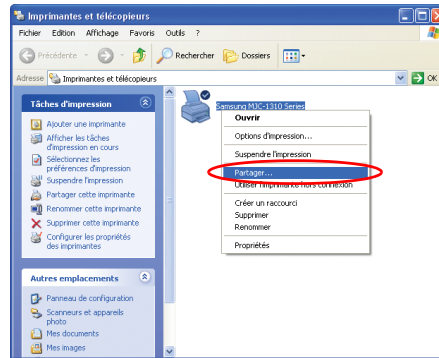 Imprimantes et télécopieurs
Fichier Edition Affichage Favoris Outils ?
Précédente Rechercher Dossiers
Adresse Imprimantes et télécopieurs OK
Tâches d'impression
Ajouter une imprimante
Afficher les tâches
d'impression en cours
Sélectionnez les
préférences d'impression
Suspendre l'impression
Partager cette imprimante
Renommer cette imprimante
Supprimer cette imprimante
Configurer les propriétés
des imprimantes
Autres emplacements
Panneau de configuration
Scanneurs et appareils
photo
Mes documents
Mes images
Samsung MJC-1310 Series
Ouvrir
Options d'impression...
Suspendre l'impression
Partager...
Utiliser l'imprimante hors connexion
Créer un raccourci
Supprimer
Renommer
Propriétés